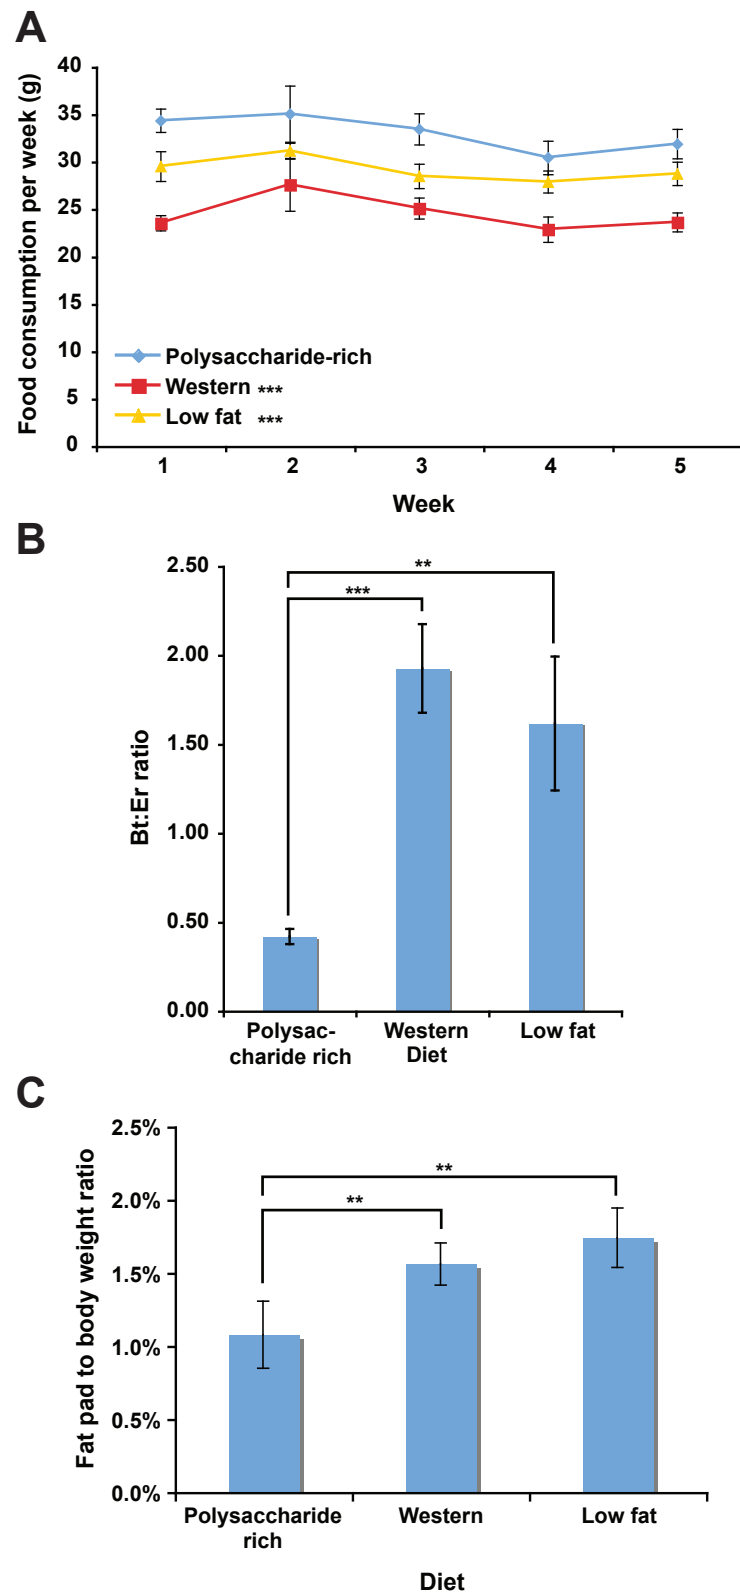 A
Food consumption per week (g)
40
35
30
25
20
15
10
5
0
Polysaccharide-rich
Western ***
Low fat ***
1 2 3 4 5
Week
B
Bt:Er ratio
2.50
2.00
1.50
1.00
0.50
0.00
**
***
Polysac- Western Low fat
charide rich Diet
C
Fat pad to body weight ratio
2.5%
2.0%
1.5%
1.0%
0.5%
0.0%
**
**
Polysaccharide Western Low fat
rich
Diet